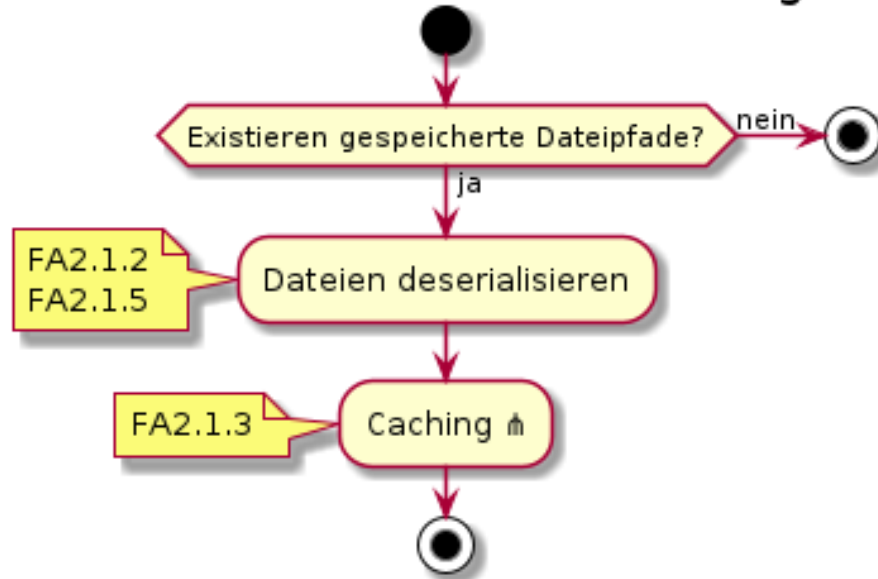 Existieren gespeicherte Dateipfade?
nein
ja
FA2.1.2
FA2.1.5
Dateien deserialisieren
FA2.1.3
Caching ⋔